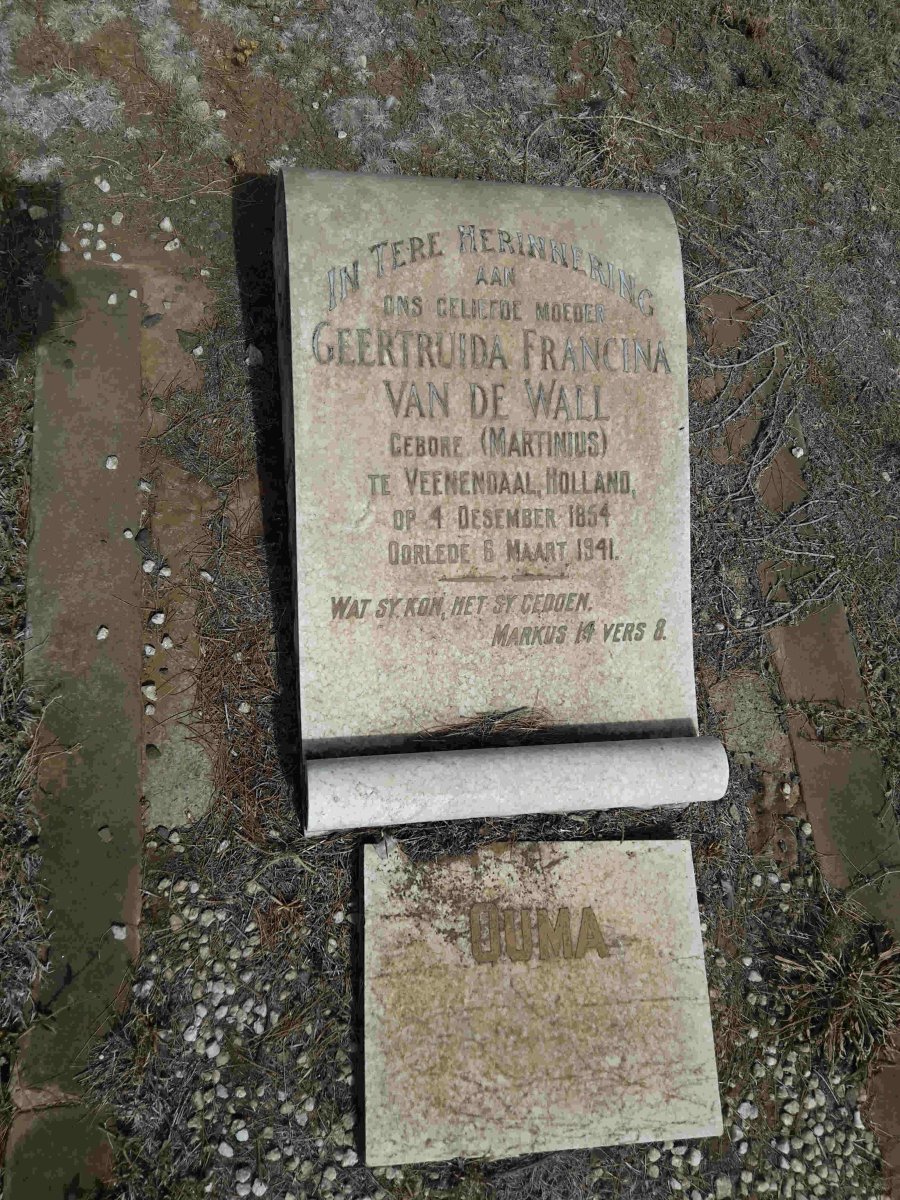 IN TERE HERINNERING
AAN
ONS GELIEFDE MOEDER
GEERTRUIDA FRANCINA
VAN DE WALL
GEBORE (MARTINIUS)
TE VEENENDAAL, HOLLAND,
OP 4 DESEMBER 1854
OORLEDE 6 MAART 1941.
WAT SY KON, HET SY GEDOEN.
MARKUS 14 VERS 8.
OUMA